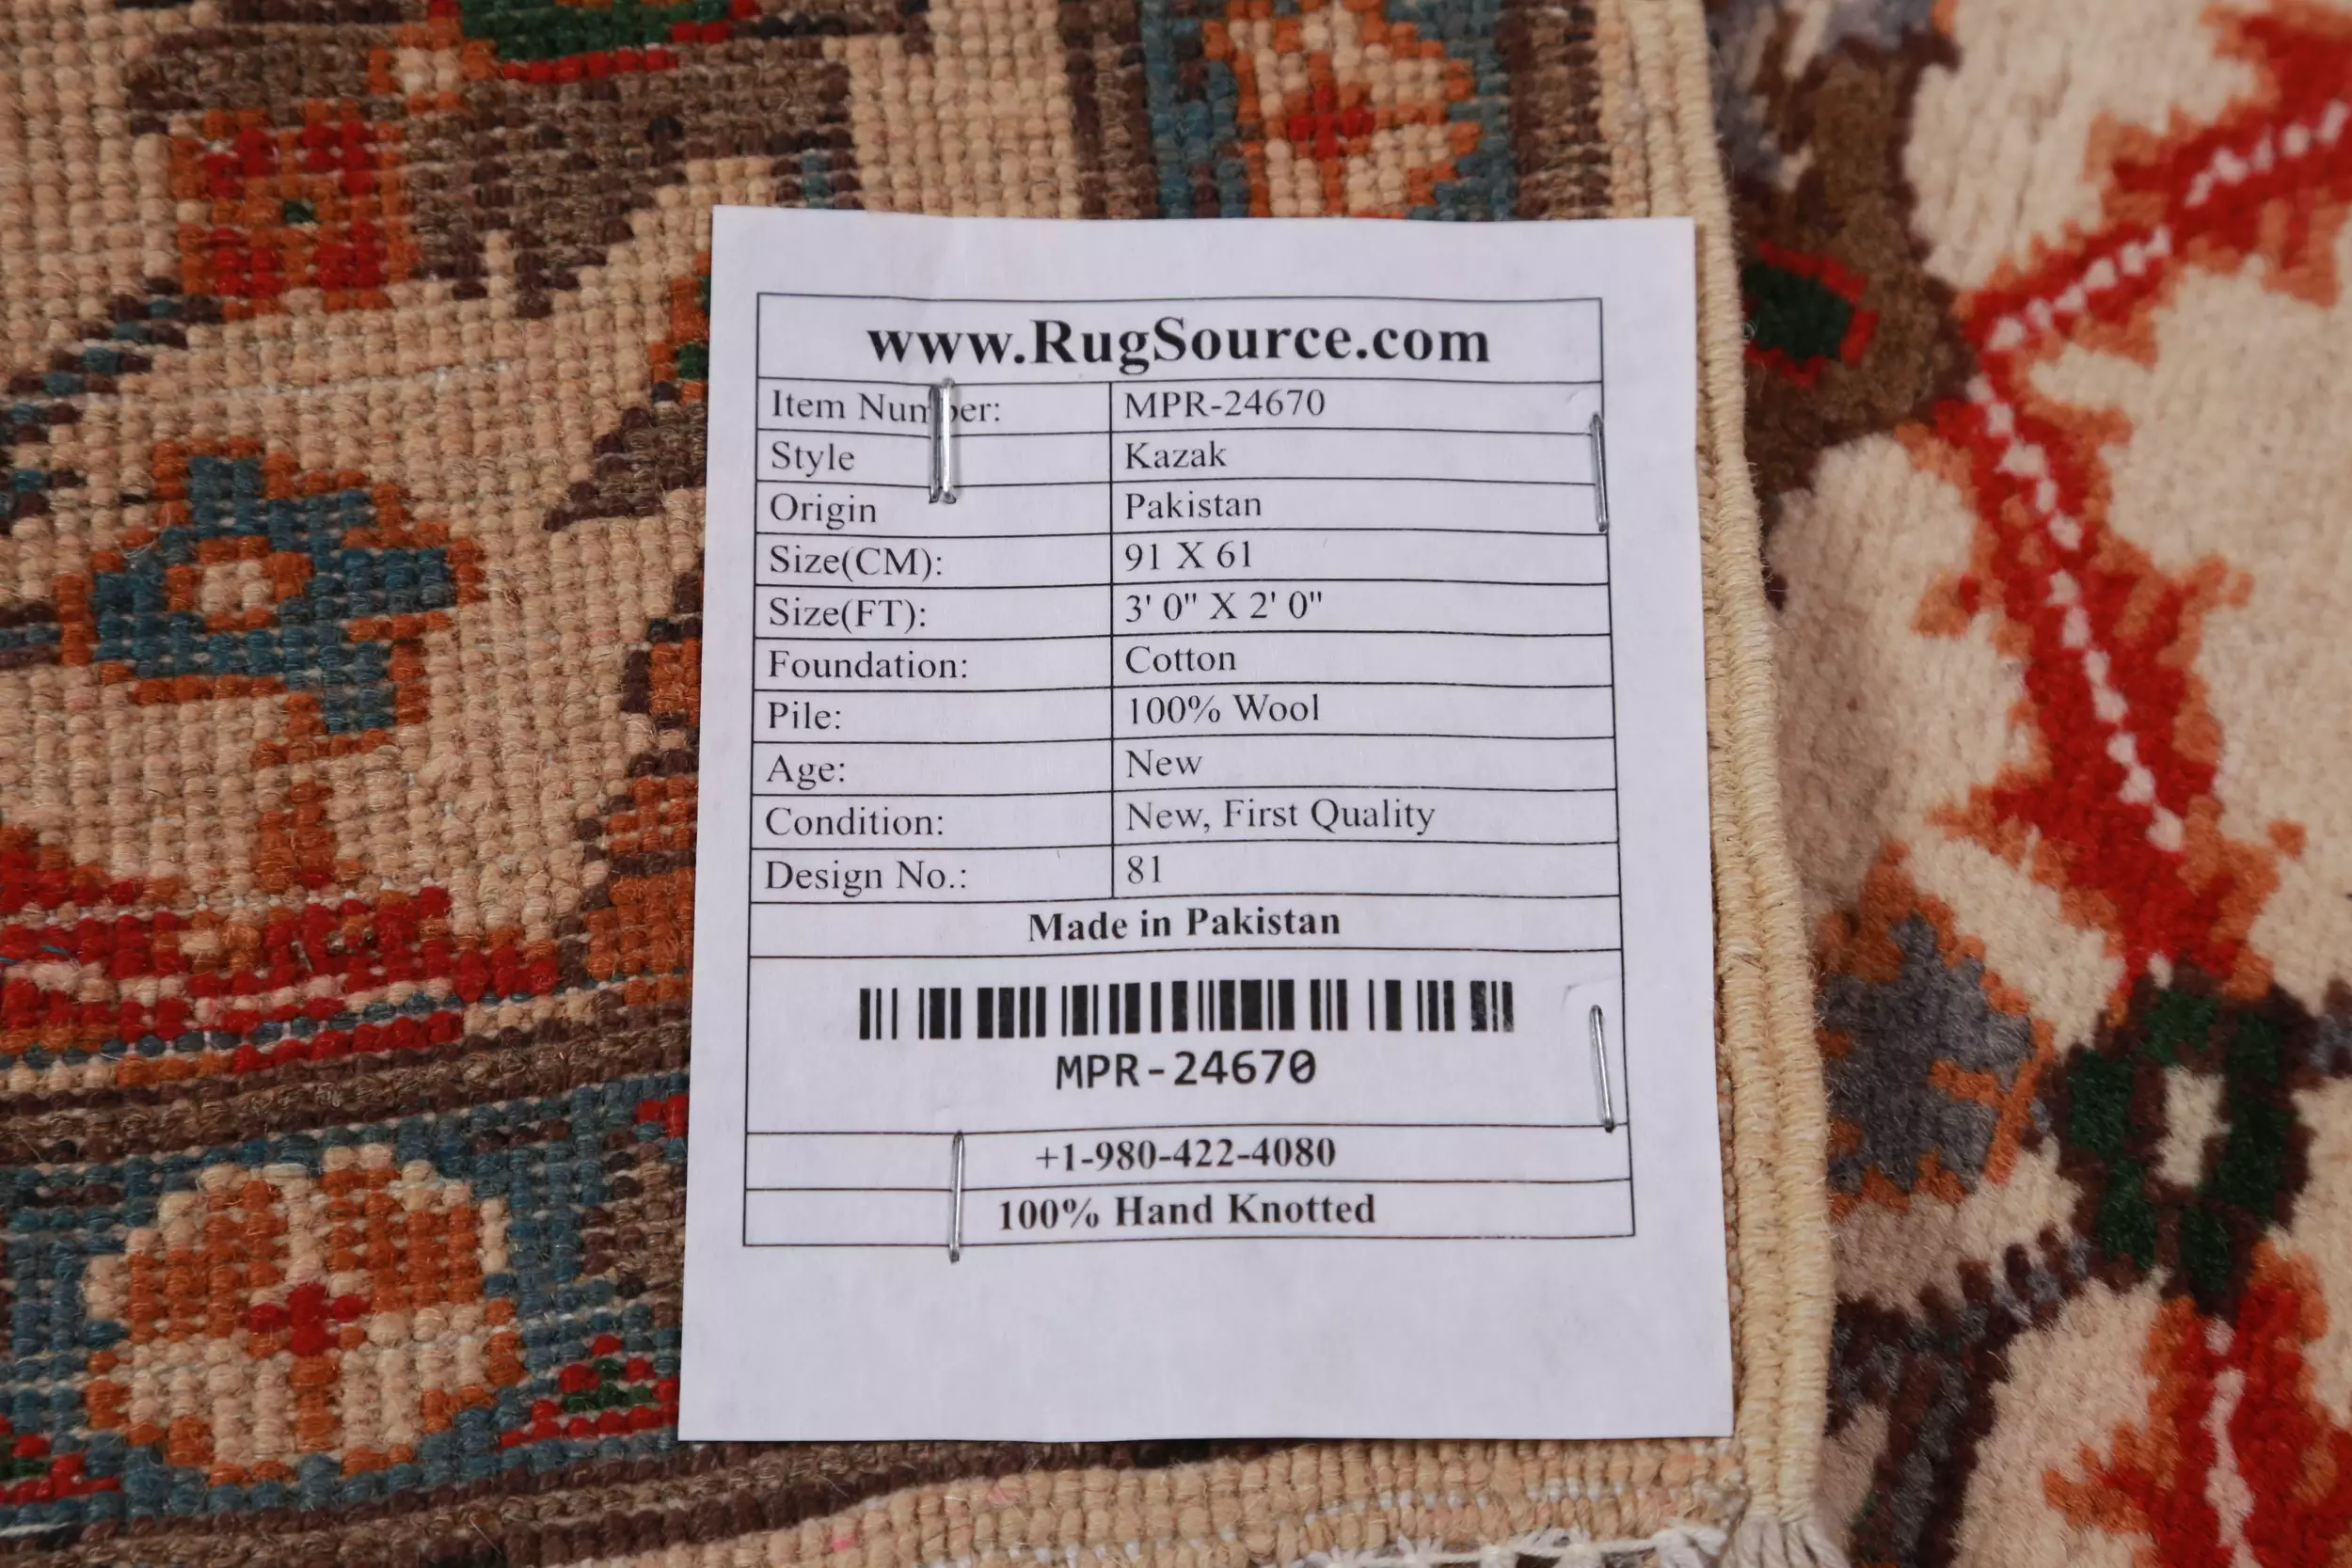 www.RugSource.com
Item Number: MPR-24670
Style Kazak
Origin Pakistan
Size(CM): 91 X 61
Size(FT): 3' 0" X 2' 0"
Foundation: Cotton
Pile: 100% Wool
Age: New
Condition: New, First Quality
Design No.: 81
Made in Pakistan
MPR-24670
+1-980-422-4080
100% Hand Knotted